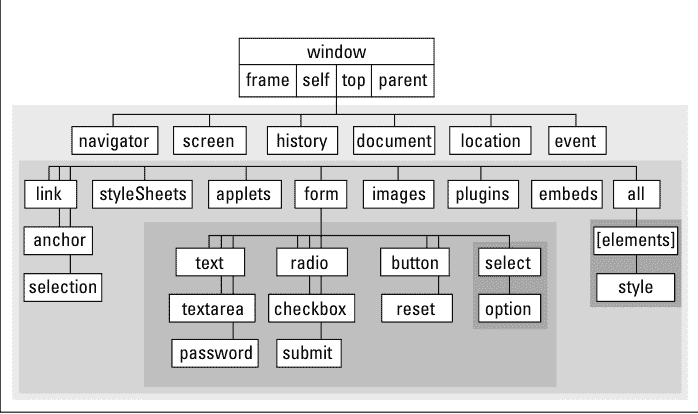 window
frame self top parent
navigator screen history document location event
link styleSheets applets form images plugins embeds all
anchor [elements]
selection style
text radio button select
textarea checkbox reset option
password submit